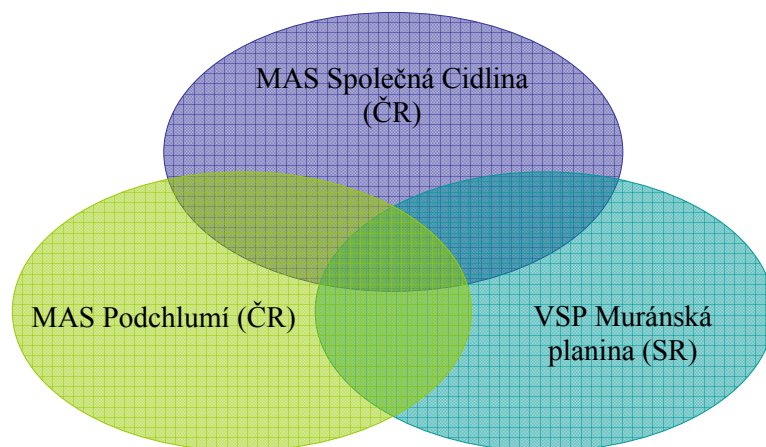 MAS Společná Cidlina
(ČR)
MAS Podchlumí (ČR)
VSP Muránská
planina (SR)